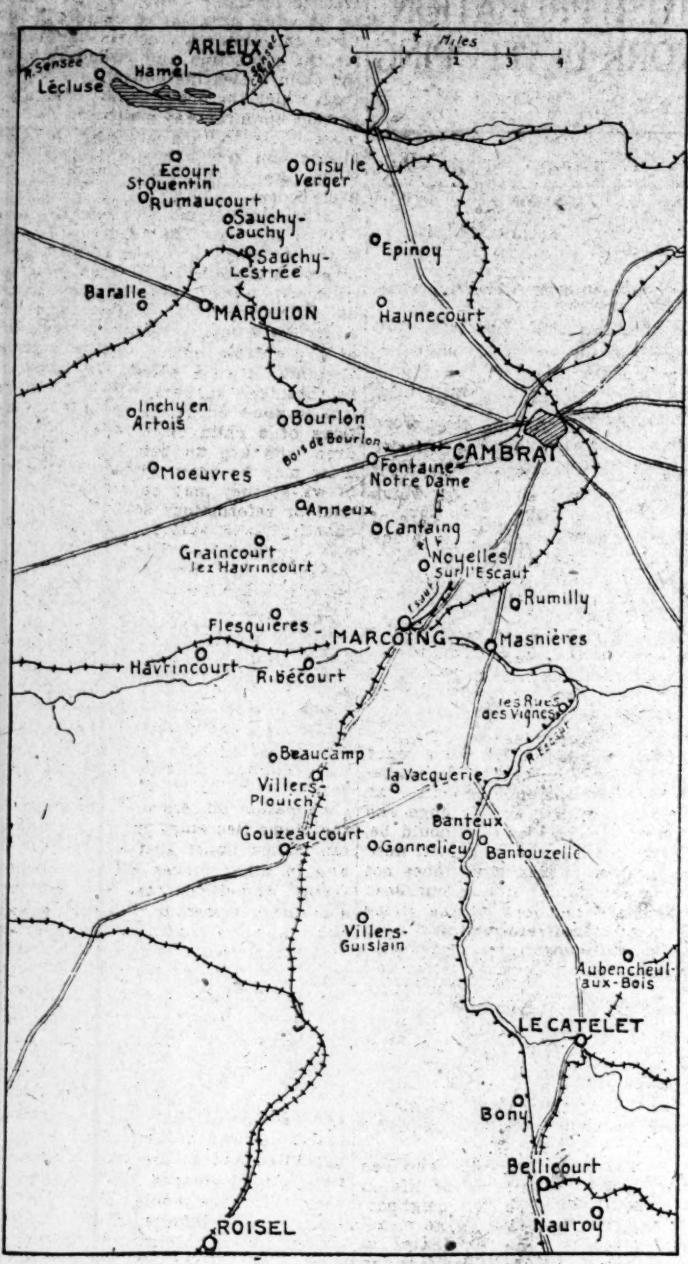 ARLEUX
Miles
0 1 2 3 4
R. Sensée
Hamel
Lécluse
Ecourt
St Quentin
Oisy le
Verger
Rumaucourt
Sauchy-
Cauchy
Epinoy
Sauchy-
Lestrée
Baralle
MARQUION
Haynecourt
Inchy en
Artois
Bourlon
Bois de Bourlon
CAMBRAI
Fontaine
Notre Dame
Moeuvres
Anneux
Cantaing
Graincourt
lez Havrincourt
Noyelles
sur l'Escaut
Escaut
Rumilly
Flesquières
MARCOING
Masnières
Havrincourt
Ribécourt
les Rues
des Vignes
R. Escaut
Beaucamp
la Vacquerie
Villers-
Plouich
Banteux
Gouzeaucourt
Gonnelieu
Bantouzelle
Villers-
Guislain
Aubencheul-
aux-Bois
LE CATELET
Bony
Bellicourt
Nauroy
ROISEL